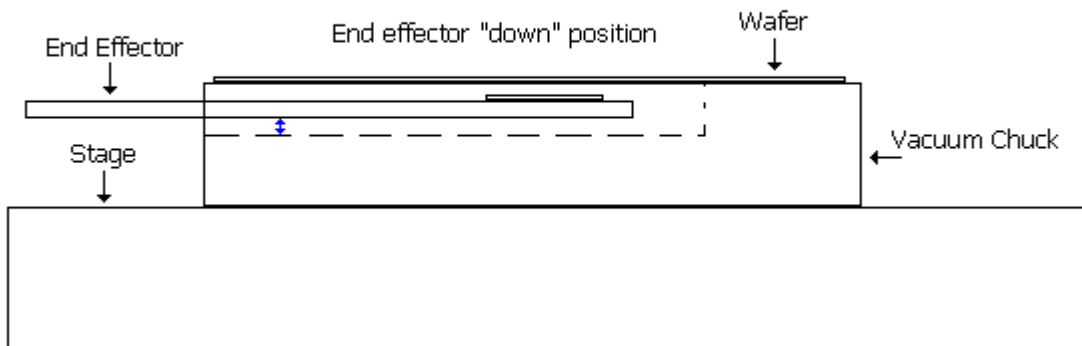 Wafer
End effector "down" position
End Effector
Vacuum Chuck
Stage